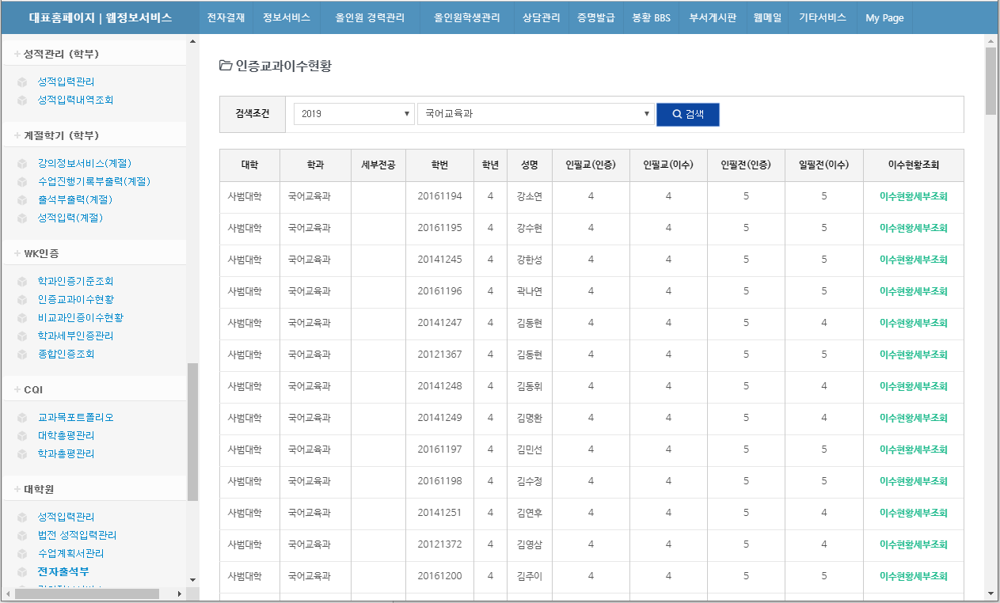 대표홈페이지 | 웹정보서비스 전자결재 정보서비스 올인원 경력관리 올인원학생관리 상담관리 증명발급 봉황 BBS 부서게시판 웹메일 기타서비스 My Page
성적관리 (학부)
성적입력관리
성적입력내역조회
계절학기 (학부)
강의정보서비스(계절)
수업진행기록부출력(계절)
출석부출력(계절)
성적입력(계절)
WK인증
학과인증기준조회
인증교과이수현황
비교과인증이수현황
학과세부인증관리
종합인증조회
CQI
교과목포트폴리오
대학총평관리
학과총평관리
대학원
성적입력관리
법전 성적입력관리
수업계획서관리
전자출석부
인증교과이수현황
검색조건 2019 국어교육과 검색
대학 학과 세부전공 학번 학년 성명 인필교(인증) 인필교(이수) 인필전(인증) 일필전(이수) 이수현황조회
사범대학 국어교육과 20161194 4 강소연 4 4 5 5 이수현황세부조회
사범대학 국어교육과 20161195 4 강수현 4 4 5 5 이수현황세부조회
사범대학 국어교육과 20141245 4 강한성 4 4 5 5 이수현황세부조회
사범대학 국어교육과 20161196 4 곽나연 4 4 5 5 이수현황세부조회
사범대학 국어교육과 20141247 4 김동현 4 4 5 4 이수현황세부조회
사범대학 국어교육과 20121367 4 김동현 4 4 5 5 이수현황세부조회
사범대학 국어교육과 20141248 4 김동휘 4 4 5 4 이수현황세부조회
사범대학 국어교육과 20141249 4 김명환 4 4 5 4 이수현황세부조회
사범대학 국어교육과 20161197 4 김민선 4 4 5 5 이수현황세부조회
사범대학 국어교육과 20161198 4 김수정 4 4 5 5 이수현황세부조회
사범대학 국어교육과 20141251 4 김연후 4 4 5 4 이수현황세부조회
사범대학 국어교육과 20121372 4 김영삼 4 4 5 4 이수현황세부조회
사범대학 국어교육과 20161200 4 김주이 4 4 5 5 이수현황세부조회